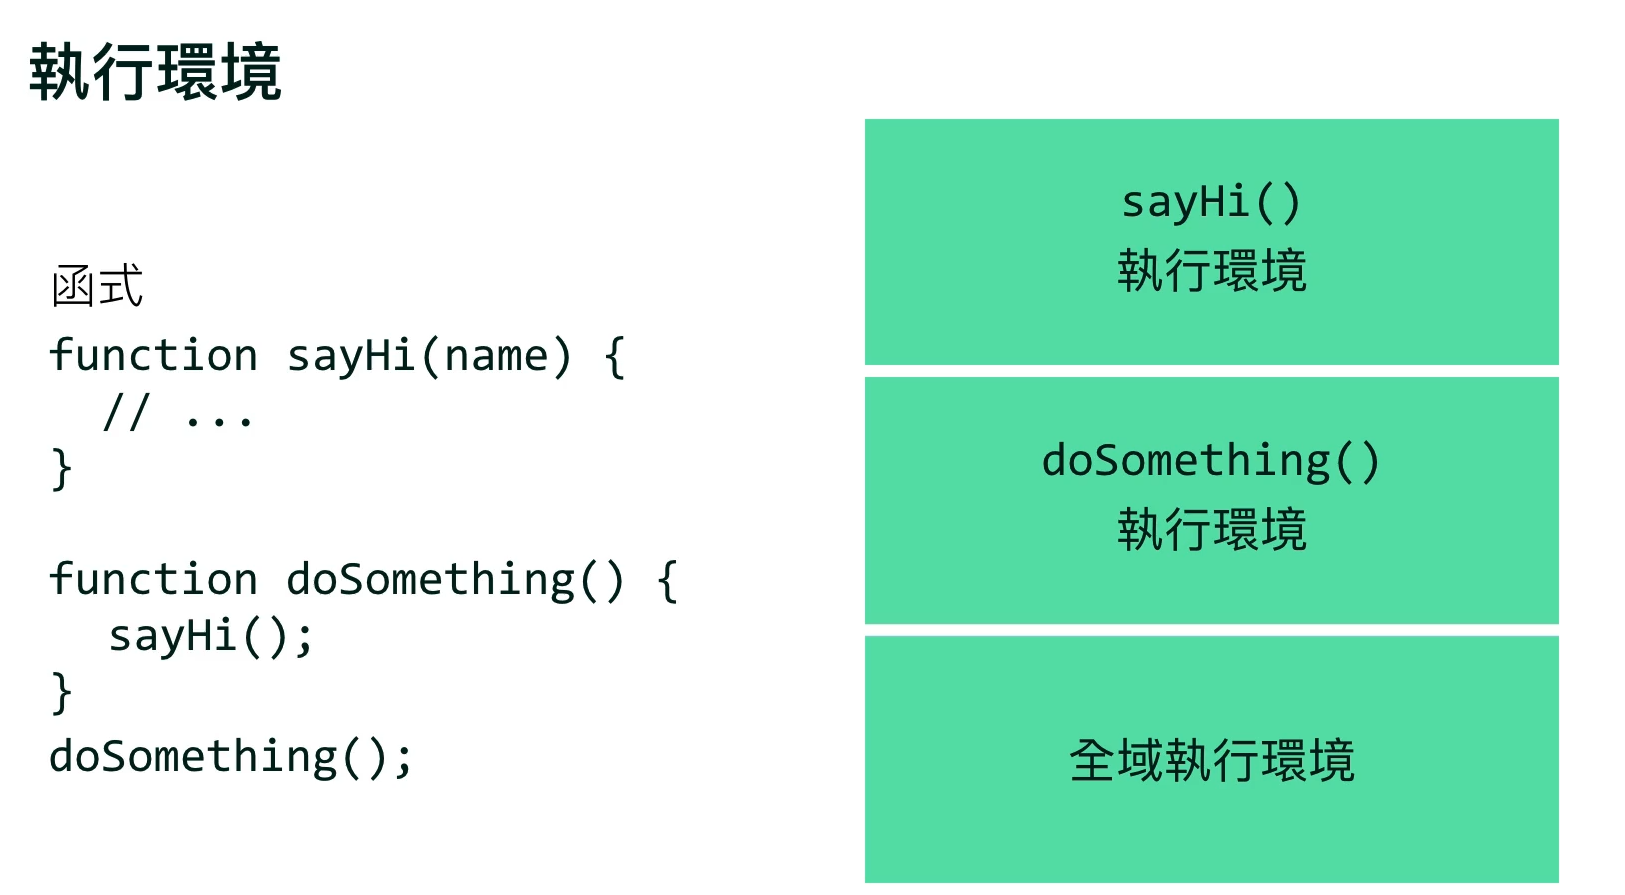 執行環境
函式
function sayHi(name) {
  // ...
}
function doSomething() {
  sayHi();
}
doSomething();
sayHi()
執行環境
doSomething()
執行環境
全域執行環境